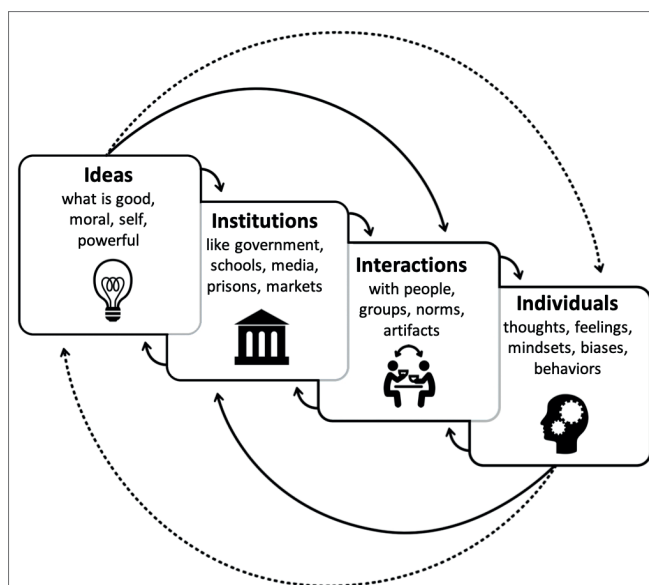 Ideas
what is good,
moral, self,
powerful
Institutions
like government,
schools, media,
prisons, markets
Interactions
with people,
groups, norms,
artifacts
Individuals
thoughts, feelings,
mindsets, biases,
behaviors